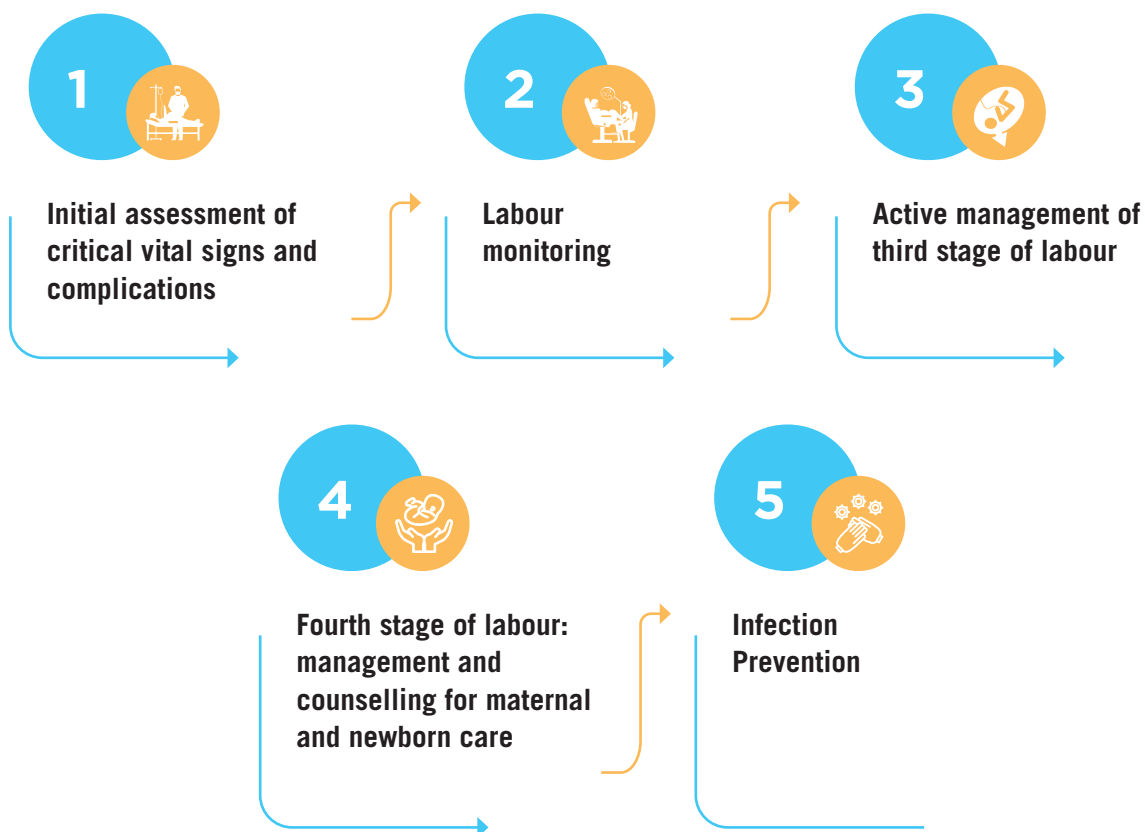 1
Initial assessment of
critical vital signs and
complications
2
Labour
monitoring
3
Active management of
third stage of labour
4
Fourth stage of labour:
management and
counselling for maternal
and newborn care
5
Infection
Prevention